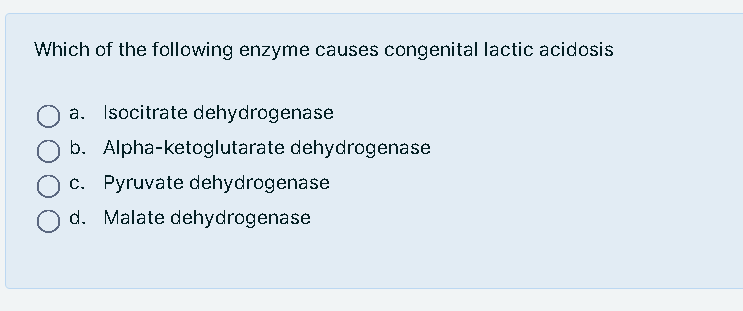 Which of the following enzyme causes congenital lactic acidosis
a. Isocitrate dehydrogenase
b. Alpha-ketoglutarate dehydrogenase
c. Pyruvate dehydrogenase
d. Malate dehydrogenase